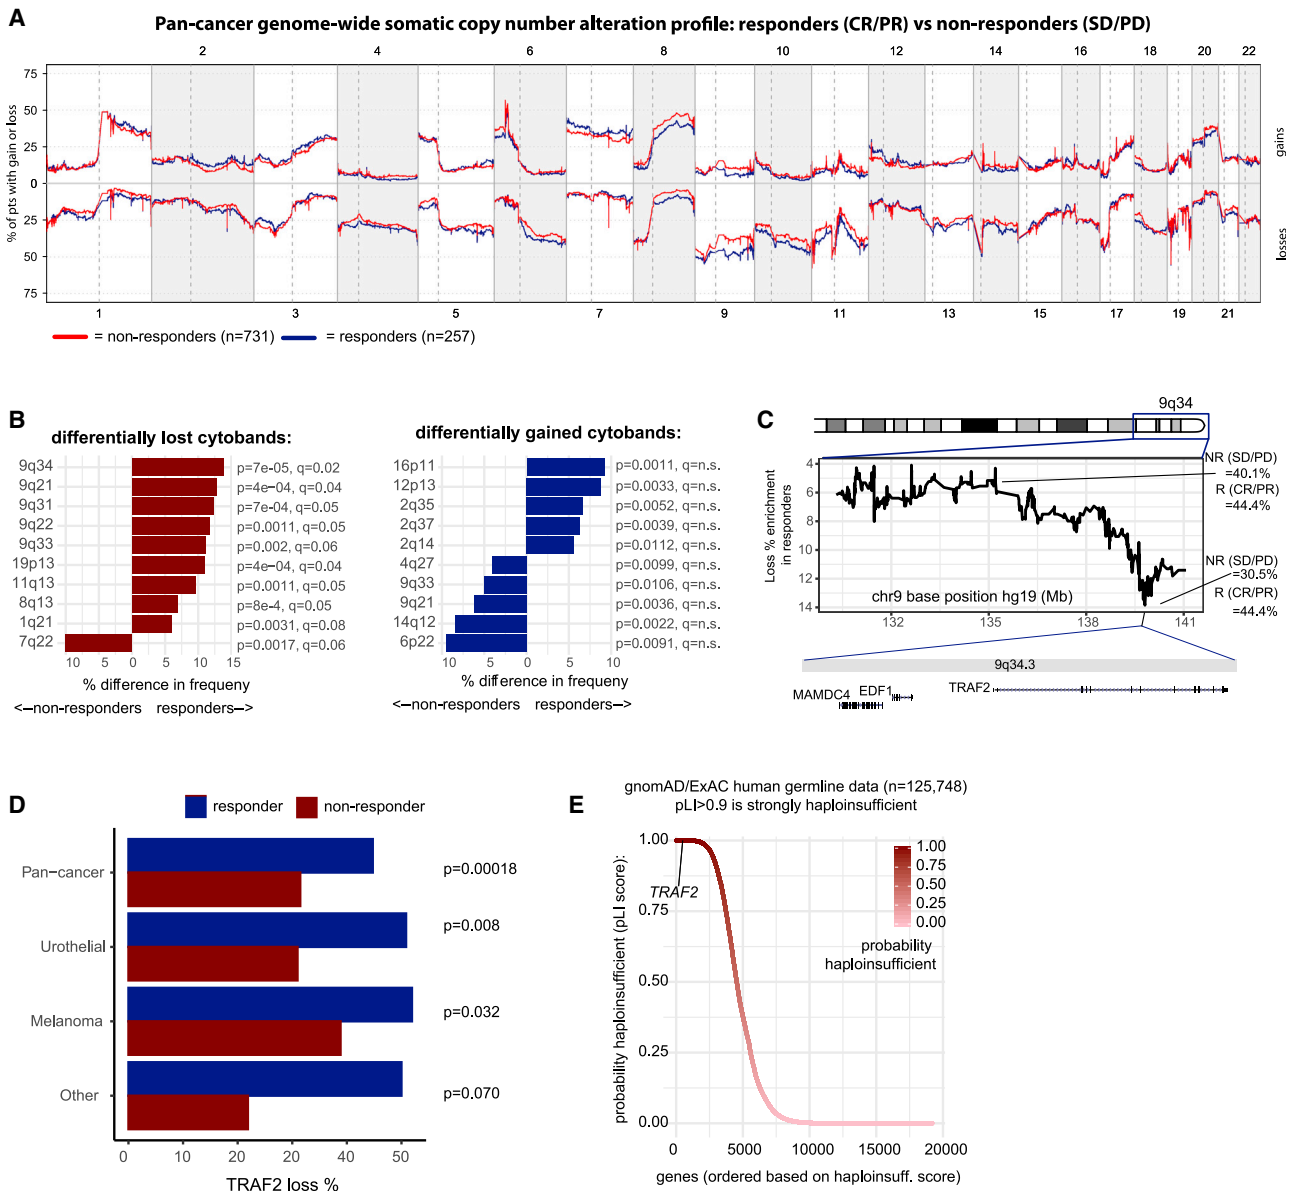 A
Pan-cancer genome-wide somatic copy number alteration profile: responders (CR/PR) vs non-responders (SD/PD)
2 4 6 8 10 12 14 16 18 20 22
75
50
25
0
25
50
75
% of pts with gain or loss
gains
losses
1 3 5 7 9 11 13 15 17 19 21
= non-responders (n=731) = responders (n=257)
B
differentially lost cytobands:
9q34 p=7e-05, q=0.02
9q21 p=4e-04, q=0.04
9q31 p=7e-04, q=0.05
9q22 p=0.0011, q=0.05
9q33 p=0.002, q=0.06
19p13 p=4e-04, q=0.04
11q13 p=0.0011, q=0.05
8q13 p=8e-4, q=0.05
1q21 p=0.0031, q=0.08
7q22 p=0.0017, q=0.06
10 5 0 5 10 15
% difference in frequeny
<–non-responders responders–>
differentially gained cytobands:
16p11 p=0.0011, q=n.s.
12p13 p=0.0033, q=n.s.
2q35 p=0.0052, q=n.s.
2q37 p=0.0039, q=n.s.
2q14 p=0.0112, q=n.s.
4q27 p=0.0099, q=n.s.
9q33 p=0.0106, q=n.s.
9q21 p=0.0036, q=n.s.
14q12 p=0.0022, q=n.s.
6p22 p=0.0091, q=n.s.
10 5 0 5 10
% difference in frequeny
<–non-responders responders–>
C
9q34
4
6
8
10
12
14
Loss % enrichment
in responders
NR (SD/PD)
=40.1%
R (CR/PR)
=44.4%
NR (SD/PD)
=30.5%
R (CR/PR)
=44.4%
chr9 base position hg19 (Mb)
132 135 138 141
9q34.3
MAMDC4 EDF1 TRAF2
D
responder non-responder
Pan-cancer p=0.00018
Urothelial p=0.008
Melanoma p=0.032
Other p=0.070
0 10 20 20 40 50
TRAF2 loss %
E
gnomAD/ExAC human germline data (n=125,748)
pLI>0.9 is strongly haploinsufficient
1.00
0.75
0.50
0.25
0.00
probability haploinsufficient (pLI score):
TRAF2
1.00
0.75
0.50
0.25
0.00
probability
haploinsufficient
0 5000 10000 15000 20000
genes (ordered based on haploinsuff. score)